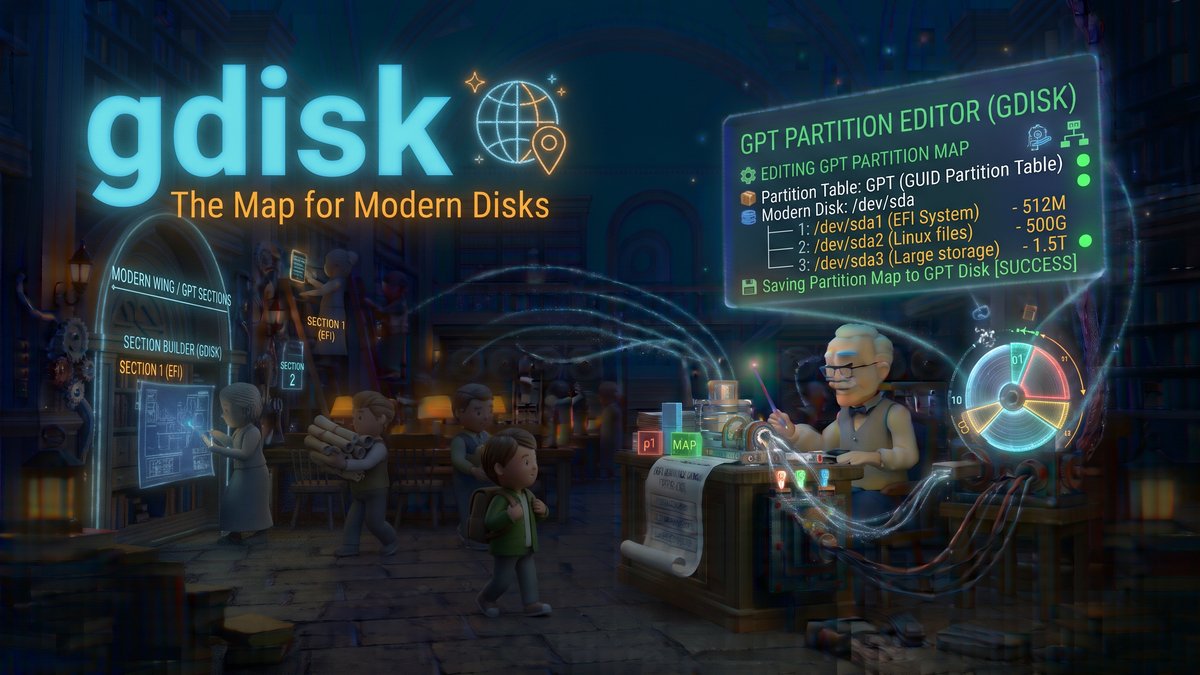 gdisk
The Map for Modern Disks
GPT PARTITION EDITOR (GDISK)
EDITING GPT PARTITION MAP
Partition Table: GPT (GUID Partition Table)
Modern Disk: /dev/sda
1: /dev/sda1 (EFI System) - 512M
2: /dev/sda2 (Linux files) - 500G
3: /dev/sda3 (Large storage) - 1.5T
Saving Partition Map to GPT Disk [SUCCESS]
MODERN WING / GPT SECTIONS
SECTION BUILDER (GDISK)
SECTION 1 (EFI)
SECTION 1
(EFI)
SECTION
2
p1
MAP
01
10